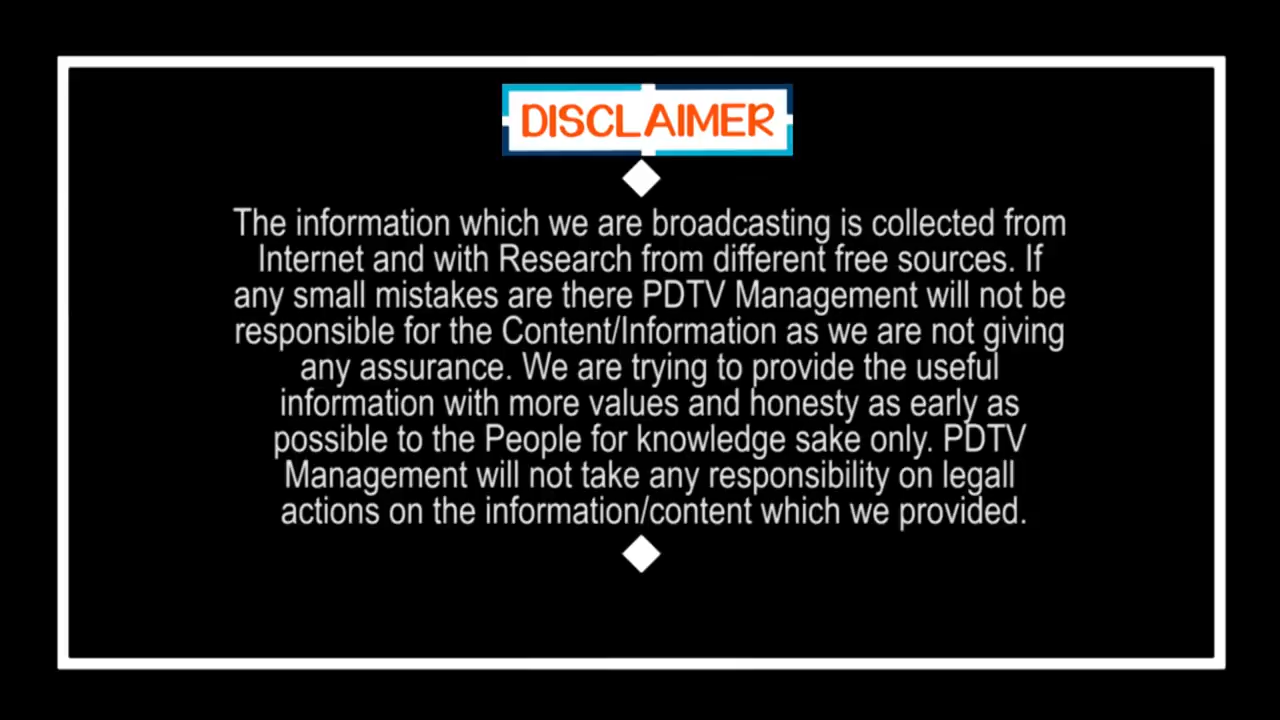 DISCLAIMER
The information which we are broadcasting is collected from
Internet and with Research from different free sources. If
any small mistakes are there PDTV Management will not be
responsible for the Content/Information as we are not giving
any assurance. We are trying to provide the useful
information with more values and honesty as early as
possible to the People for knowledge sake only. PDTV
Management will not take any responsibility on legall
actions on the information/content which we provided.